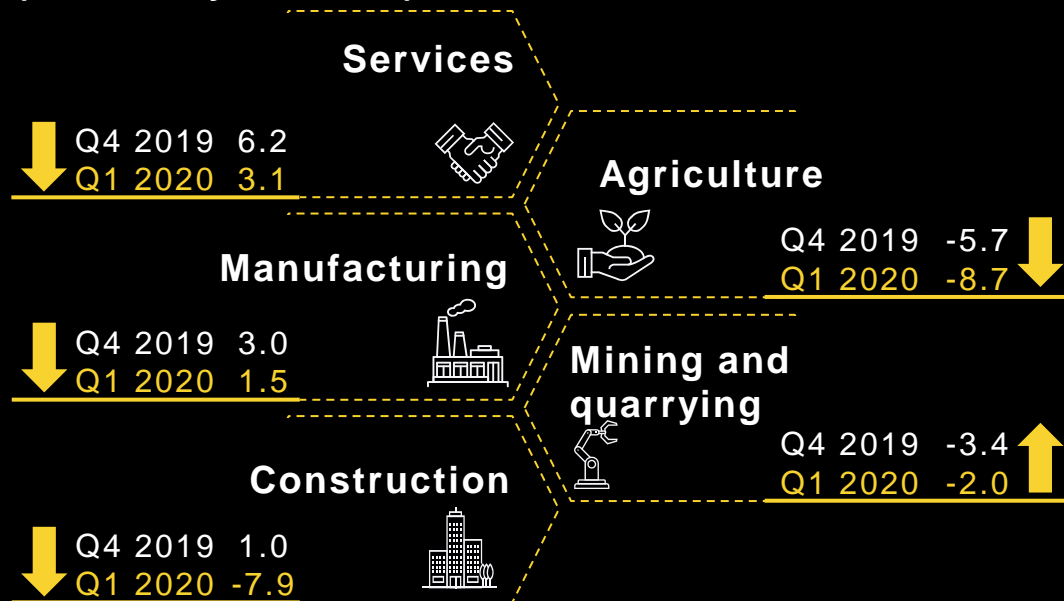 Services
Q4 2019 6.2
Q1 2020 3.1
Agriculture
Q4 2019 -5.7
Q1 2020 -8.7
Manufacturing
Q4 2019 3.0
Q1 2020 1.5
Mining and
quarrying
Q4 2019 -3.4
Q1 2020 -2.0
Construction
Q4 2019 1.0
Q1 2020 -7.9